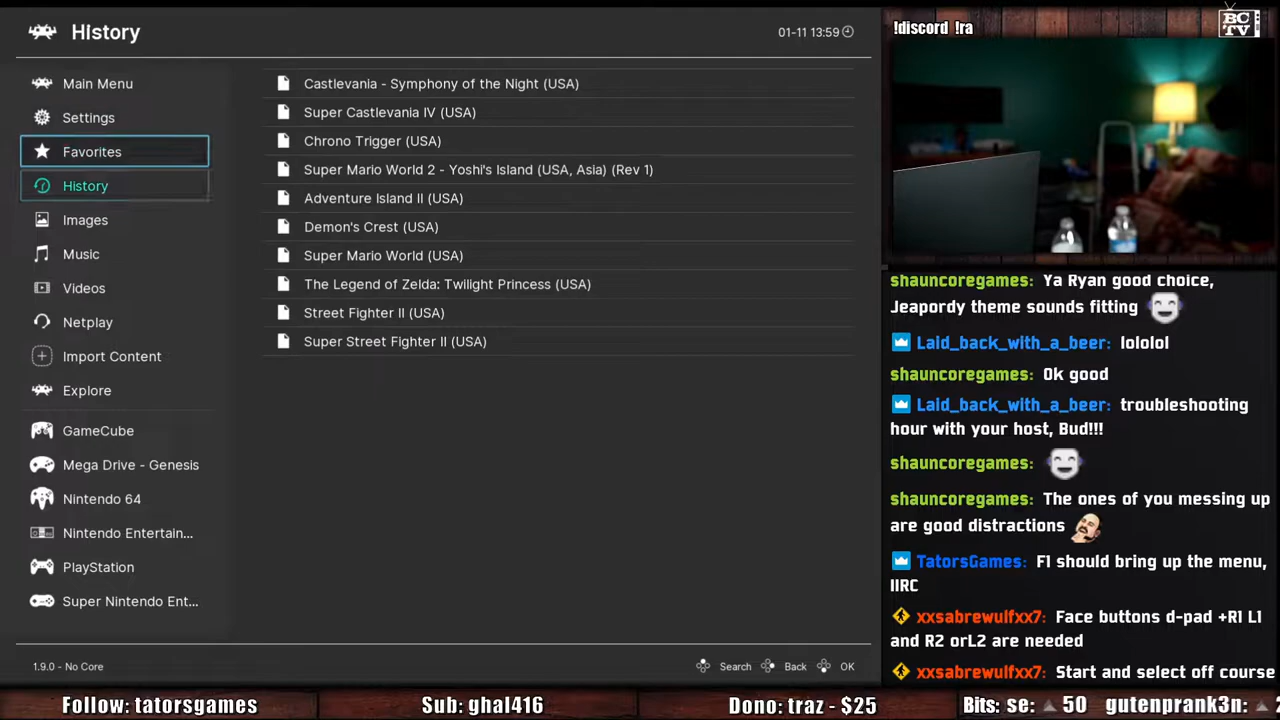 HIstory
01-11 13:59
Main Menu
Settings
Favorites
History
Images
Music
Videos
Netplay
Import Content
Explore
GameCube
Mega Drive - Genesis
Nintendo 64
Nintendo Entertain...
PlayStation
Super Nintendo Ent...
Castlevania - Symphony of the Night (USA)
Super Castlevania IV (USA)
Chrono Trigger (USA)
Super Mario World 2 - Yoshi's Island (USA, Asia) (Rev 1)
Adventure Island II (USA)
Demon's Crest (USA)
Super Mario World (USA)
The Legend of Zelda: Twilight Princess (USA)
Street Fighter II (USA)
Super Street Fighter II (USA)
1.9.0 - No Core
Search Back OK
!discord !ra
BC
TV
shauncoregames: Ya Ryan good choice,
Jeapordy theme sounds fitting
Laid_back_with_a_beer: lololol
shauncoregames: Ok good
Laid_back_with_a_beer: troubleshooting
hour with your host, Bud!!!
shauncoregames:
shauncoregames: The ones of you messing up
are good distractions
TatorsGames: F1 should bring up the menu,
IIRC
xxsabrewulfxx7: Face buttons d-pad +R1 L1
and R2 orL2 are needed
xxsabrewulfxx7: Start and select off course
Follow: tatorsgames
Sub: ghal416
Dono: traz - $25
Bits: se: 50 gutenprank3n: